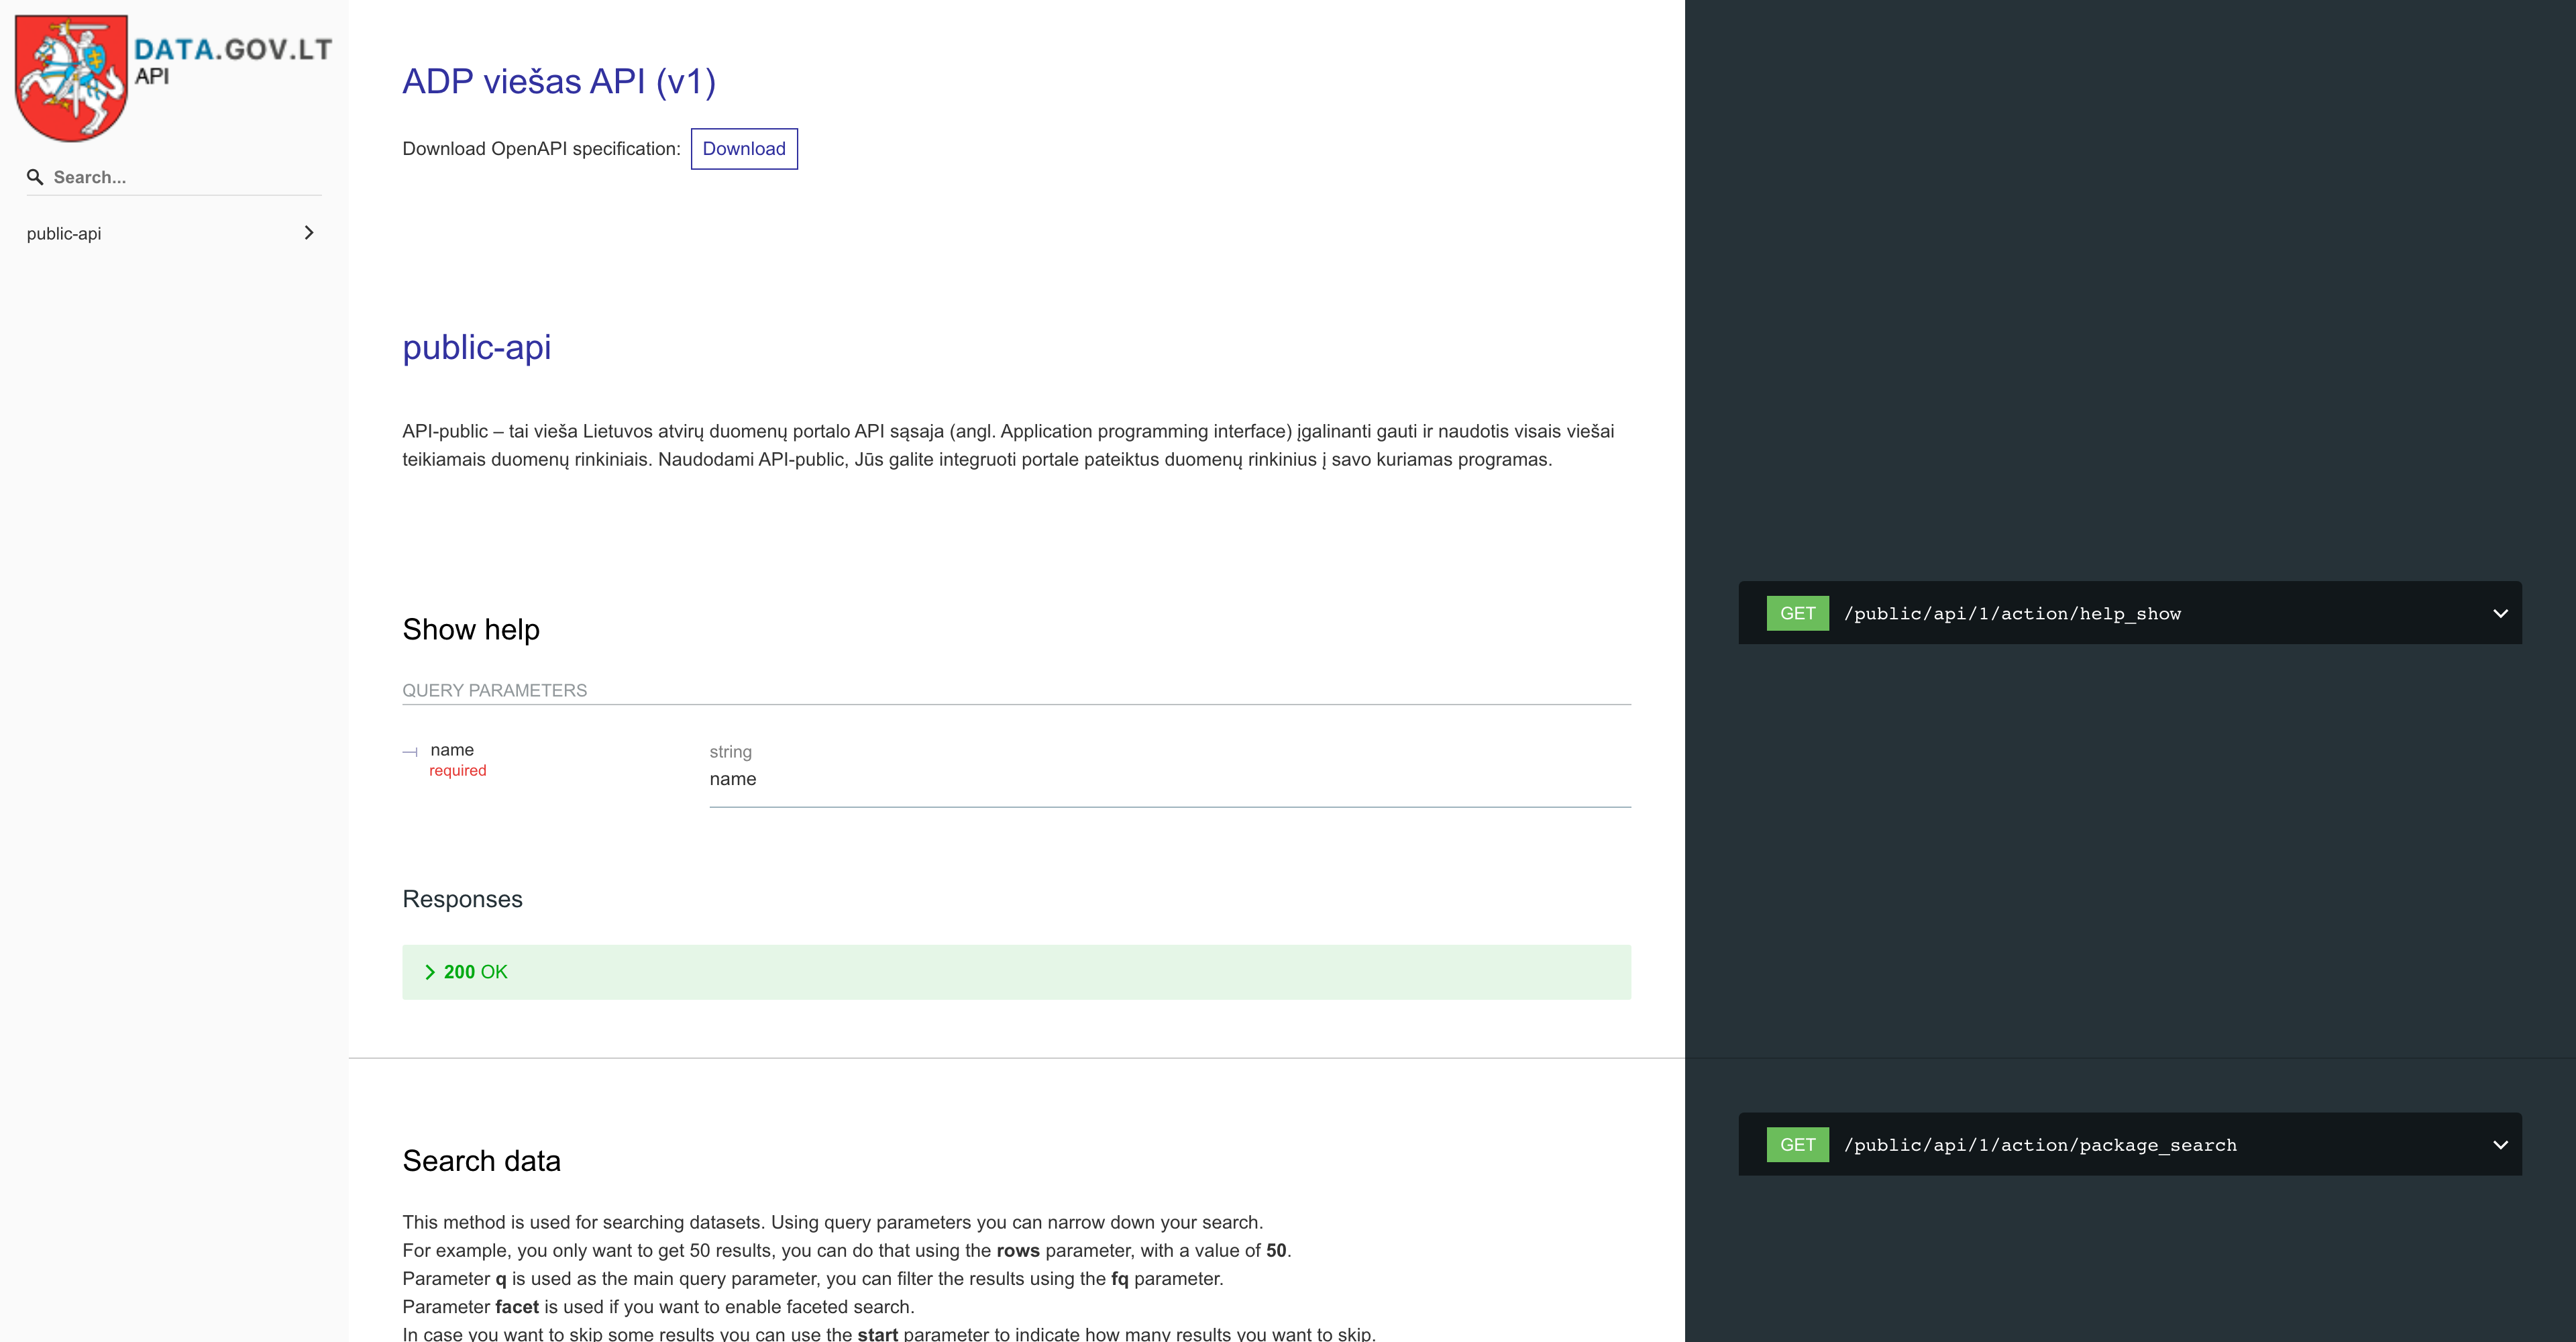 DATA.GOV.LT
API
Search...
public-api
ADP viešas API (v1)
Download OpenAPI specification: Download
public-api
API-public – tai vieša Lietuvos atvirų duomenų portalo API sąsaja (angl. Application programming interface) įgalinanti gauti ir naudotis visais viešai
teikiamais duomenų rinkiniais. Naudodami API-public, Jūs galite integruoti portale pateiktus duomenų rinkinius į savo kuriamas programas.
Show help
GET /public/api/1/action/help_show
QUERY PARAMETERS
name
required
string
name
Responses
200 OK
Search data
GET /public/api/1/action/package_search
This method is used for searching datasets. Using query parameters you can narrow down your search.
For example, you only want to get 50 results, you can do that using the rows parameter, with a value of 50.
Parameter q is used as the main query parameter, you can filter the results using the fq parameter.
Parameter facet is used if you want to enable faceted search.
In case you want to skip some results you can use the start parameter to indicate how many results you want to skip.